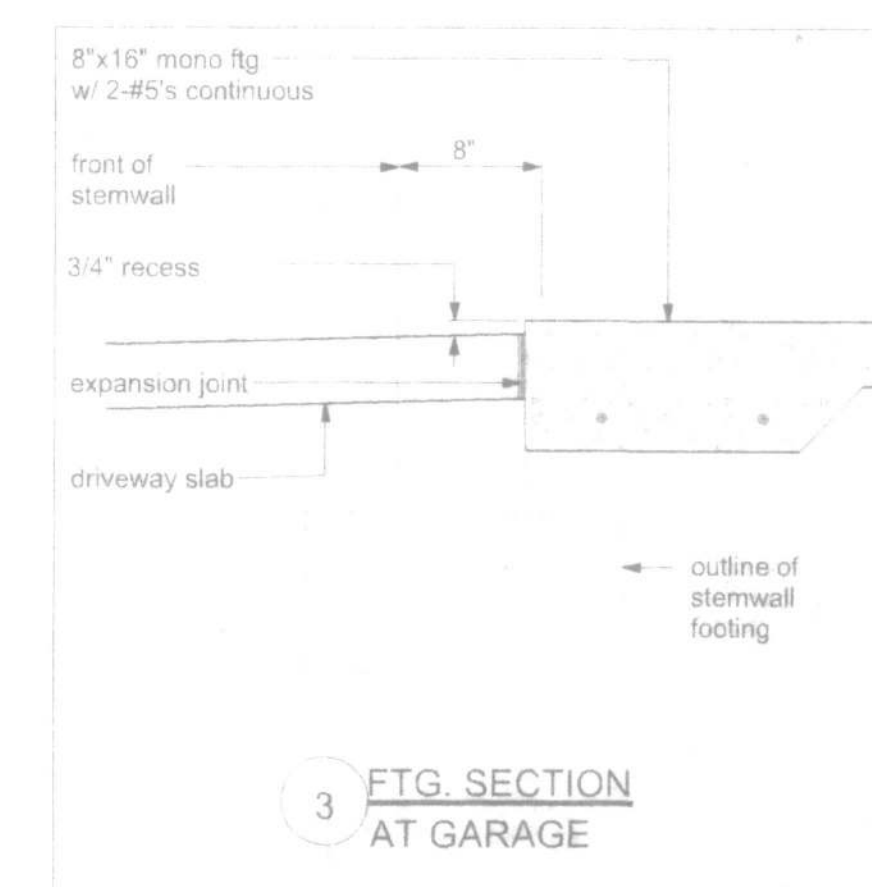 8"x16" mono ftg
w/ 2-#5's continuous
8"
front of
stemwall
3/4" recess
expansion joint
driveway slab
outline of
stemwall
footing
3
FTG. SECTION
AT GARAGE